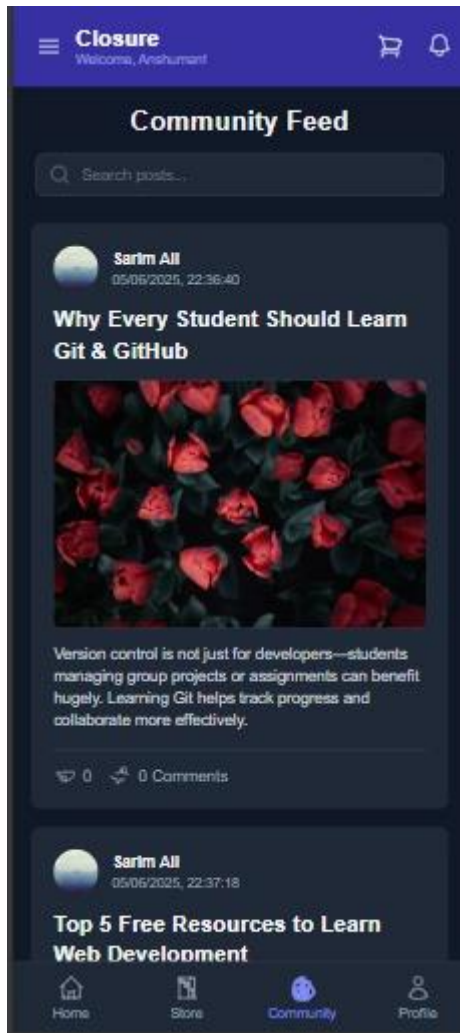 Closure
Welcome, Anshumant
Community Feed
Search posts...
Sarim Ali
05/06/2025, 22:36:40
Why Every Student Should Learn
Git & GitHub
Version control is not just for developers—students
managing group projects or assignments can benefit
hugely. Learning Git helps track progress and
collaborate more effectively.
0 0 Comments
Sarim Ali
05/06/2025, 22:37:18
Top 5 Free Resources to Learn
Web Development
Home Store Community Profile